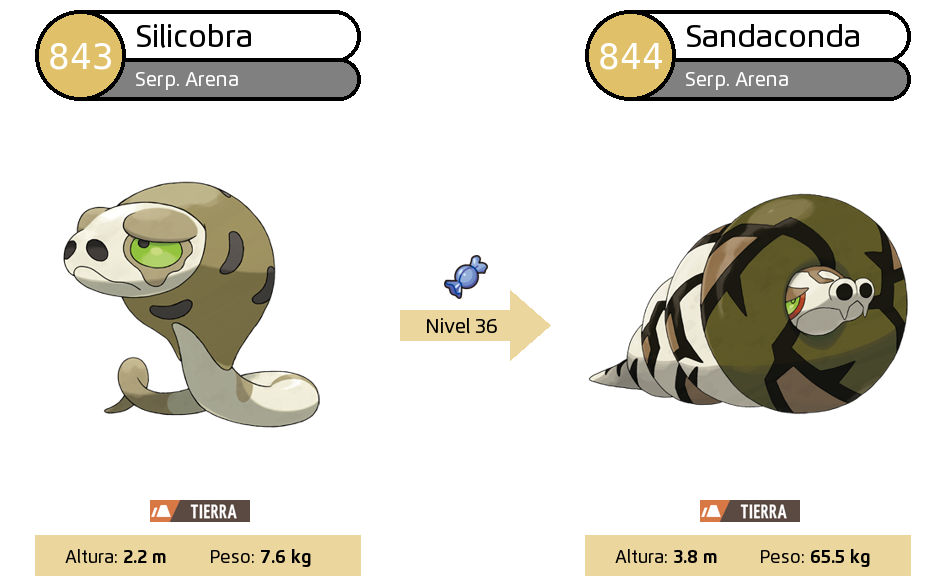 843
Silicobra
Serp. Arena
844
Sandaconda
Serp. Arena
Nivel 36
TIERRA
TIERRA
Altura: 2.2 m Peso: 7.6 kg
Altura: 3.8 m Peso: 65.5 kg